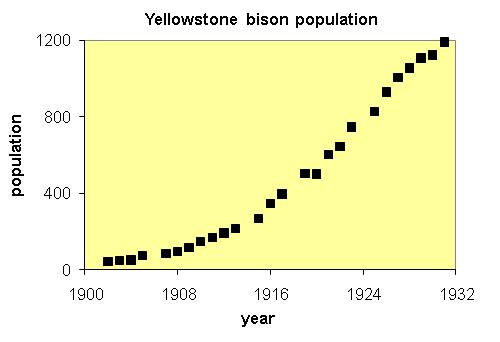 Yellowstone bison population
1200
800
400
0
population
1900 1908 1916 1924 1932
year